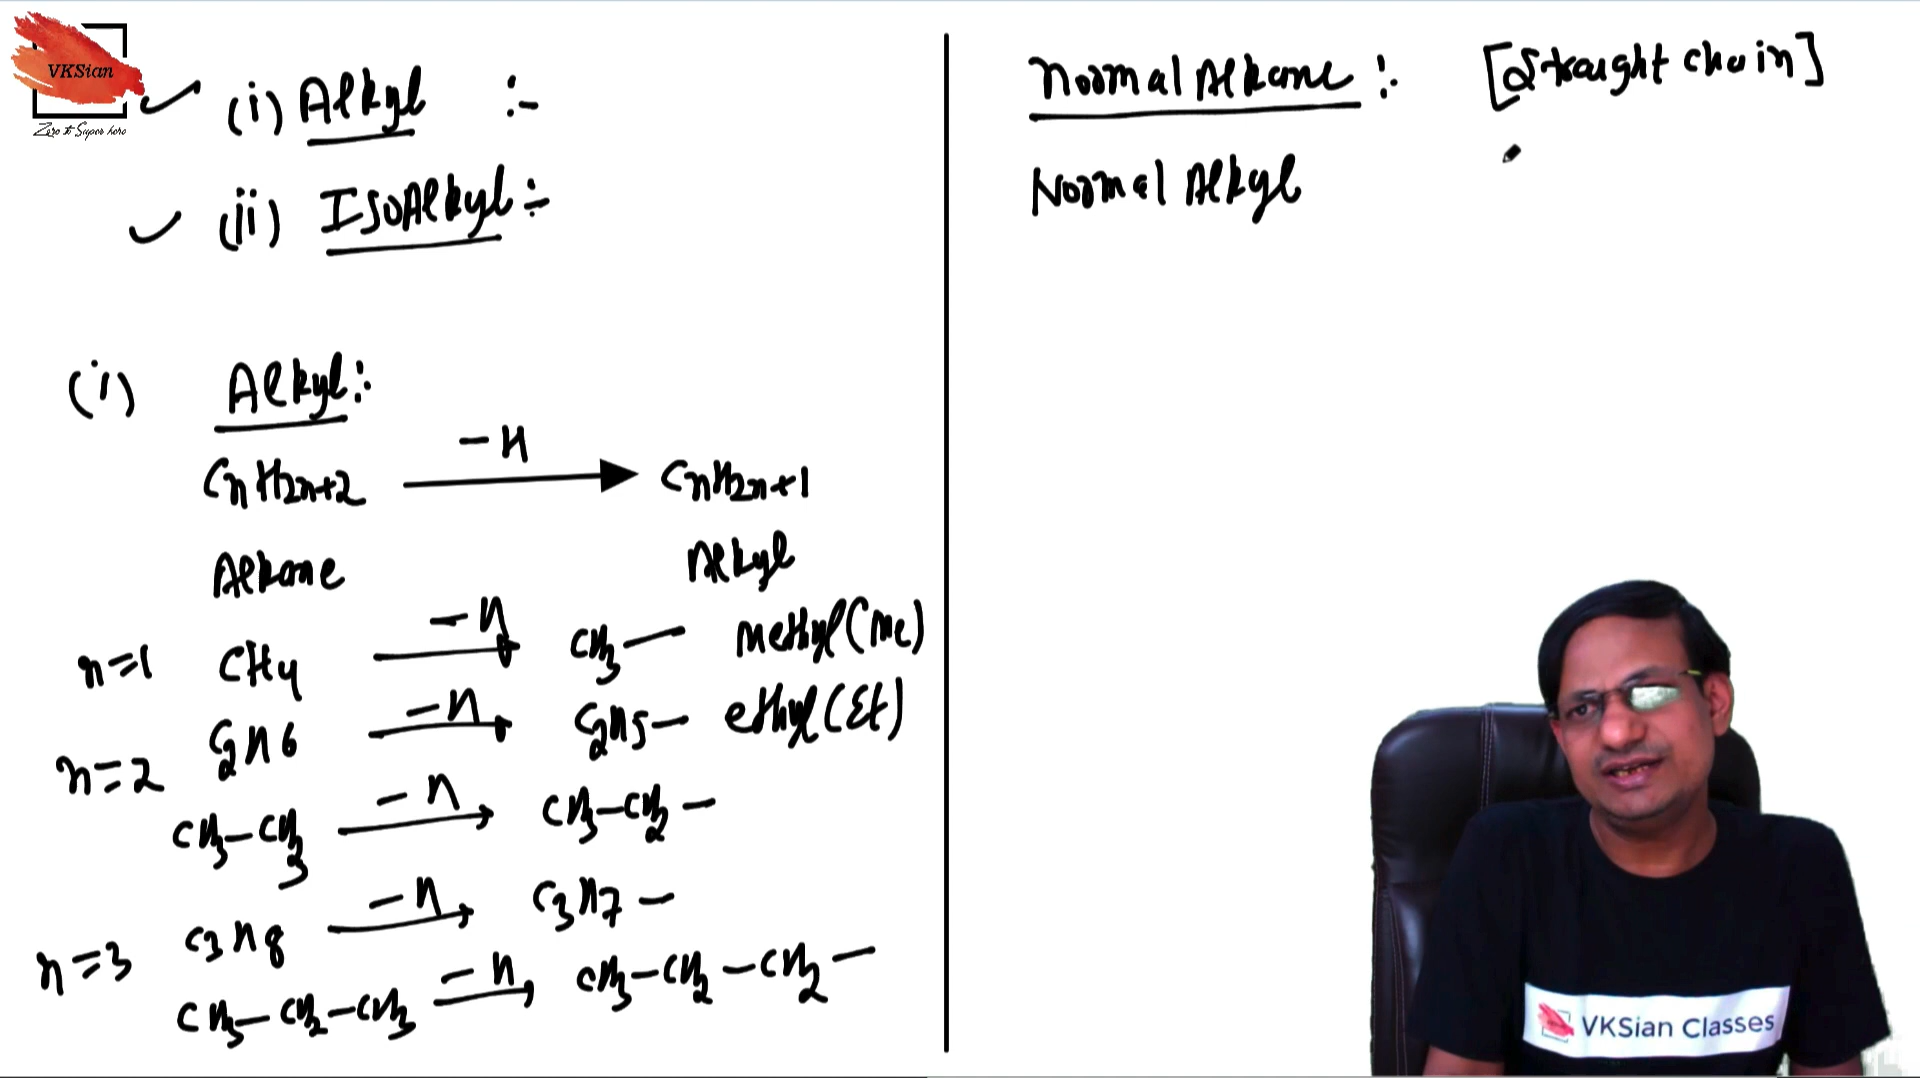 VKSian
Zero to Super hero
(i) Alkyl :-
(ii) IsoAlkyl :-
(i) Alkyl :-
CnH2n+2 -H CnH2n+1
Alkane Alkyl
n=1 CH4 -H CH3— methyl (Me)
n=2 C2H6 -H C2H5— ethyl (Et)
CH3—CH3 -H CH3—CH2—
n=3 C3H8 -H C3H7—
CH3—CH2—CH3 -H CH3—CH2—CH2—
Normal Alkane :- [Straight chain]
Normal Alkyl
VKSian Classes